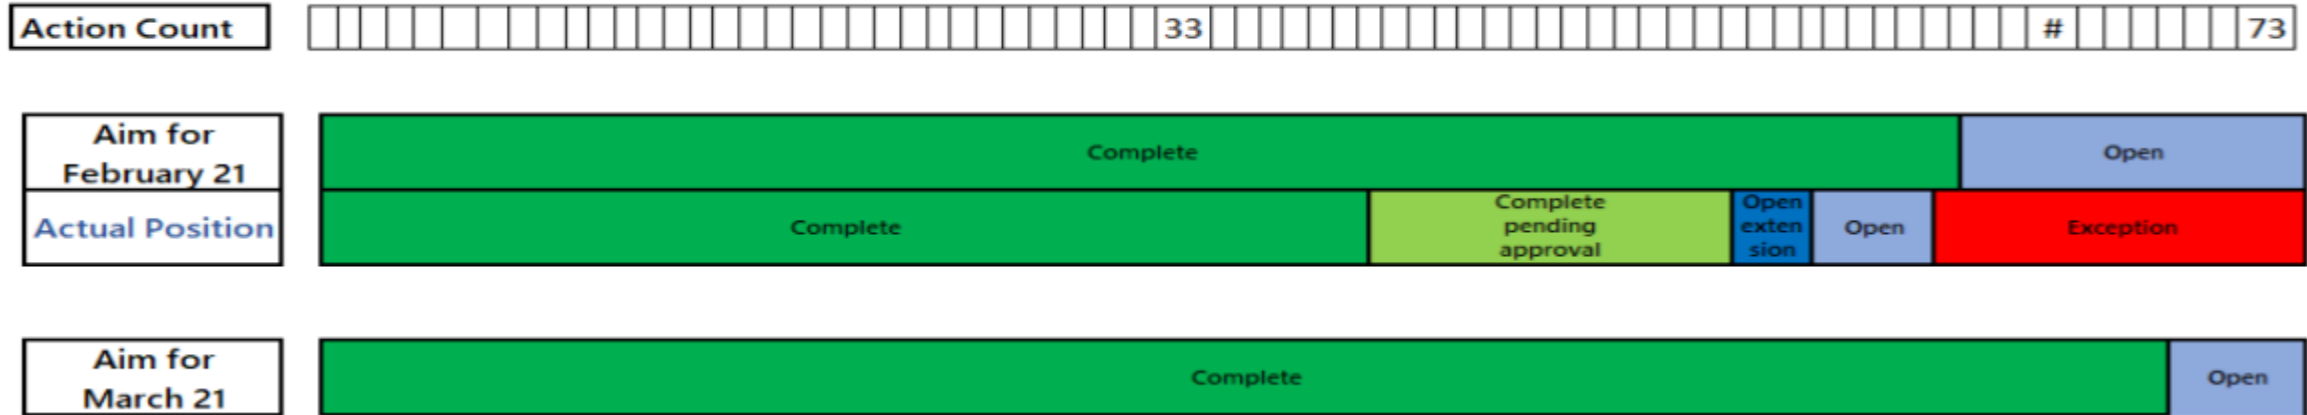 Action Count 33 # 73
Aim for
February 21
Complete Open
Actual Position
Complete
Complete
pending
approval
Open
exten
sion
Open
Exception
Aim for
March 21
Complete Open